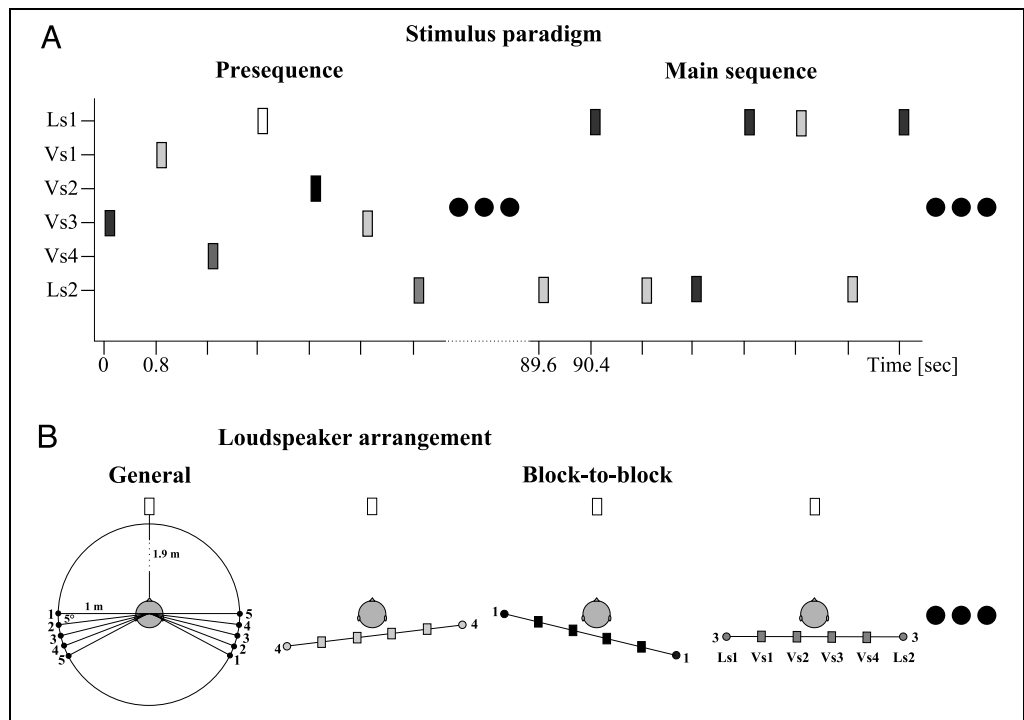 A
Stimulus paradigm
Presequence
Main sequence
Ls1
Vs1
Vs2
Vs3
Vs4
Ls2
0 0.8 89.6 90.4 Time [sec]
B
Loudspeaker arrangement
General
Block-to-block
1.9 m
1 m
5°
1 5
2 4
3 3
4 2
5 1
4 4
1 1
3 3
Ls1 Vs1 Vs2 Vs3 Vs4 Ls2